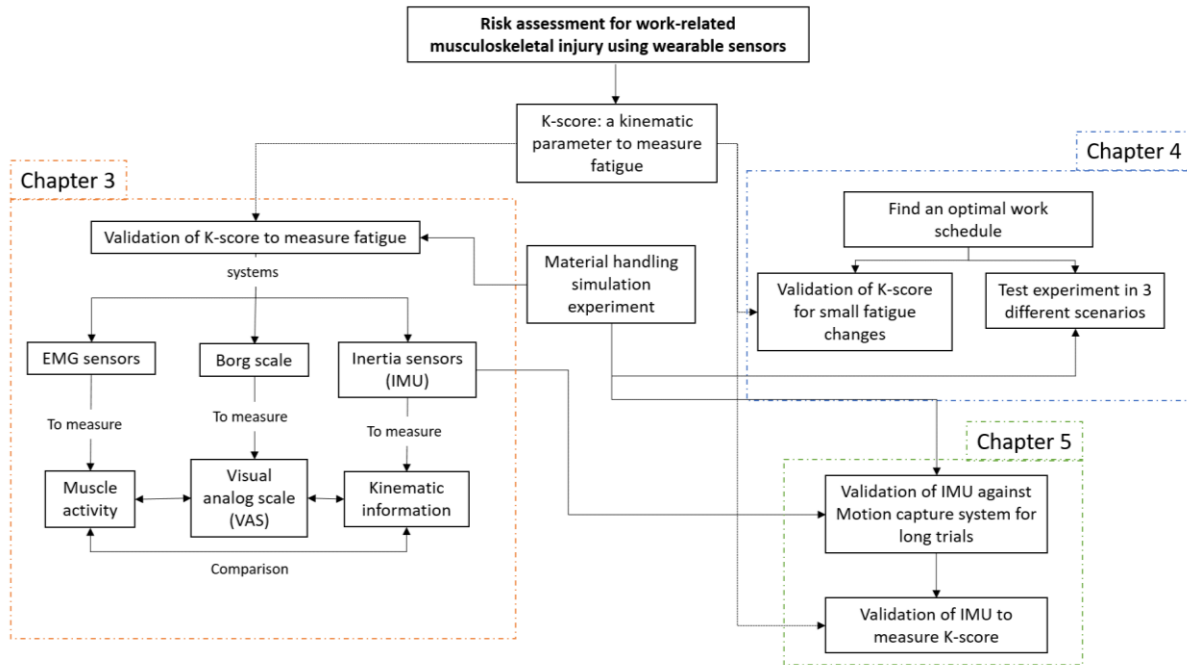 Risk assessment for work-related
musculoskeletal injury using wearable sensors
K-score: a kinematic
parameter to measure
fatigue
Chapter 3
Validation of K-score to measure fatigue
systems
EMG sensors
Borg scale
Inertia sensors
(IMU)
To measure
To measure
To measure
Muscle
activity
Visual
analog scale
(VAS)
Kinematic
information
Comparison
Material handling
simulation
experiment
Chapter 4
Find an optimal work
schedule
Validation of K-score
for small fatigue
changes
Test experiment in 3
different scenarios
Chapter 5
Validation of IMU against
Motion capture system for
long trials
Validation of IMU to
measure K-score